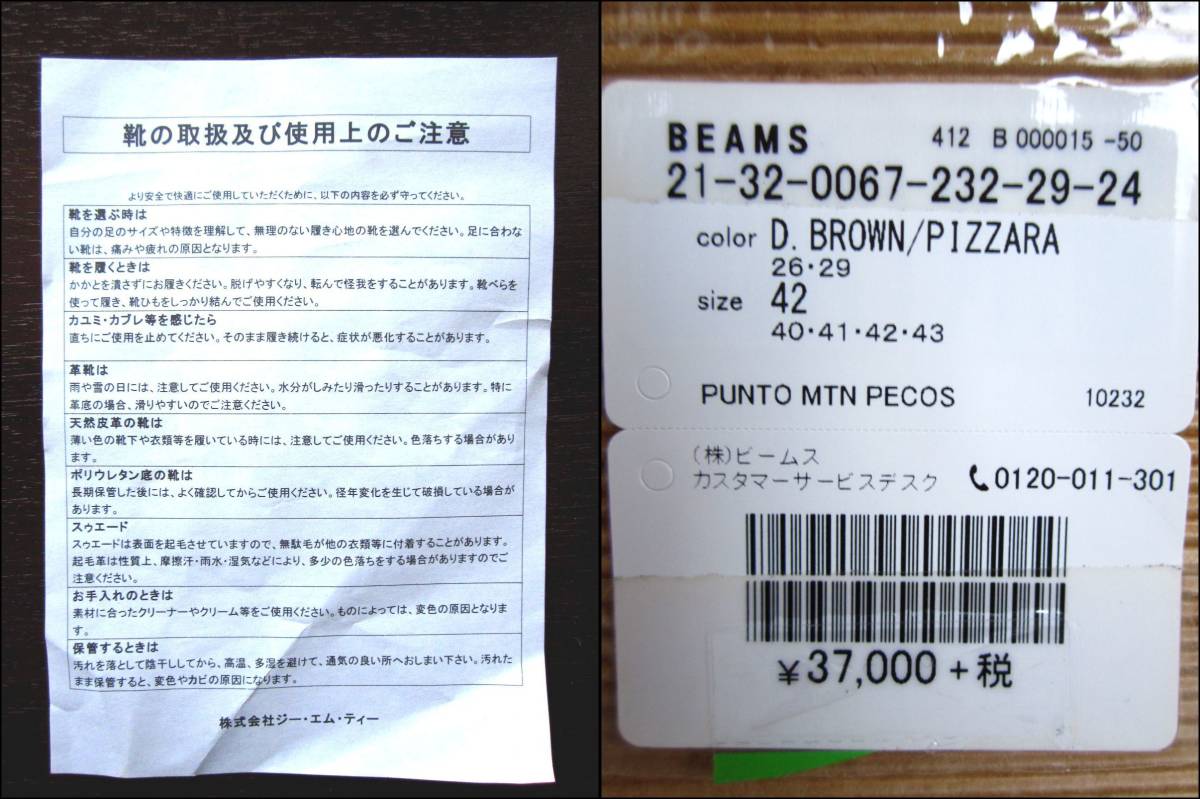 靴の取扱及び使用上のご注意
より安全で快適にご使用していただくために、以下の内容を必ず守ってください。
靴を選ぶ時は
自分の足のサイズや特徴を理解して、無理のない履き心地の靴を選んでください。足に合わな
い靴は、痛みや疲れの原因となります。
靴を履くときは
かかとを潰さずにお履きください。脱げやすくなり、転んで怪我をすることがあります。靴べらを
使って履き、靴ひもをしっかり結んでご使用ください。
カユミ・カブレ等を感じたら
直ちにご使用を止めてください。そのまま履き続けると、症状が悪化することがあります。
革靴は
雨や雪の日には、注意してご使用ください。水分がしみたり滑ったりすることがあります。特に
革底の場合、滑りやすいのでご注意ください。
天然皮革の靴は
薄い色の靴下や衣類等を履いている時には、注意してご使用ください。色落ちする場合があり
ます。
ポリウレタン底の靴は
長期保管した後には、よく確認してからご使用ください。径年変化を生じて破損している場合が
あります。
スゥエード
スゥエードは表面を起毛させていますので、無駄毛が他の衣類等に付着することがあります。
起毛革は性質上、摩擦汗・雨水・湿気などにより、多少の色落ちをする場合がありますのでご
注意ください。
お手入れのときは
素材に合ったクリーナーやクリーム等をご使用ください。ものによっては、変色の原因となりま
す。
保管するときは
汚れを落として陰干ししてから、高温、多湿を避けて、通気の良い所へおしまい下さい。汚れた
まま保管すると、変色やカビの原因になります。
株式会社ジー・エム・ティー
BEAMS 412 B 000015 -50
21-32-0067-232-29-24
color D. BROWN/PIZZARA
26・29
size 42
40・41・42・43
PUNTO MTN PECOS 10232
(株)ビームス
カスタマーサービスデスク 0120-011-301
¥37,000 + 税